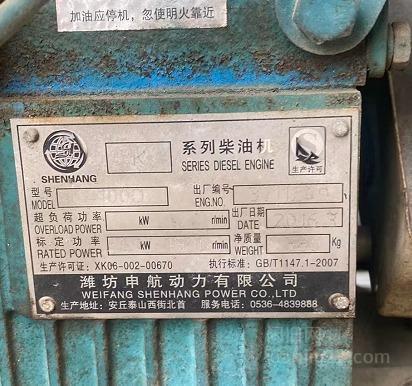 加油应停机，忽使明火靠近
SHENHANG
系列柴油机
SERIES DIESEL ENGINE
生产许可
型号
MODEL
出厂编号
ENG.NO.
超负荷功率 kW r/min
OVERLOAD POWER
出厂日期
DATE
标定功率 kW r/min
RATED POWER
净质量 Kg
WEIGHT
生产许可证：XK06-002-00670 执行标准：GB/T1147.1-2007
潍坊申航动力有限公司
WEIFANG SHENHANG POWER CO.,LTD
生产地址：安丘泰山西街北首 服务电话：0536-4839888